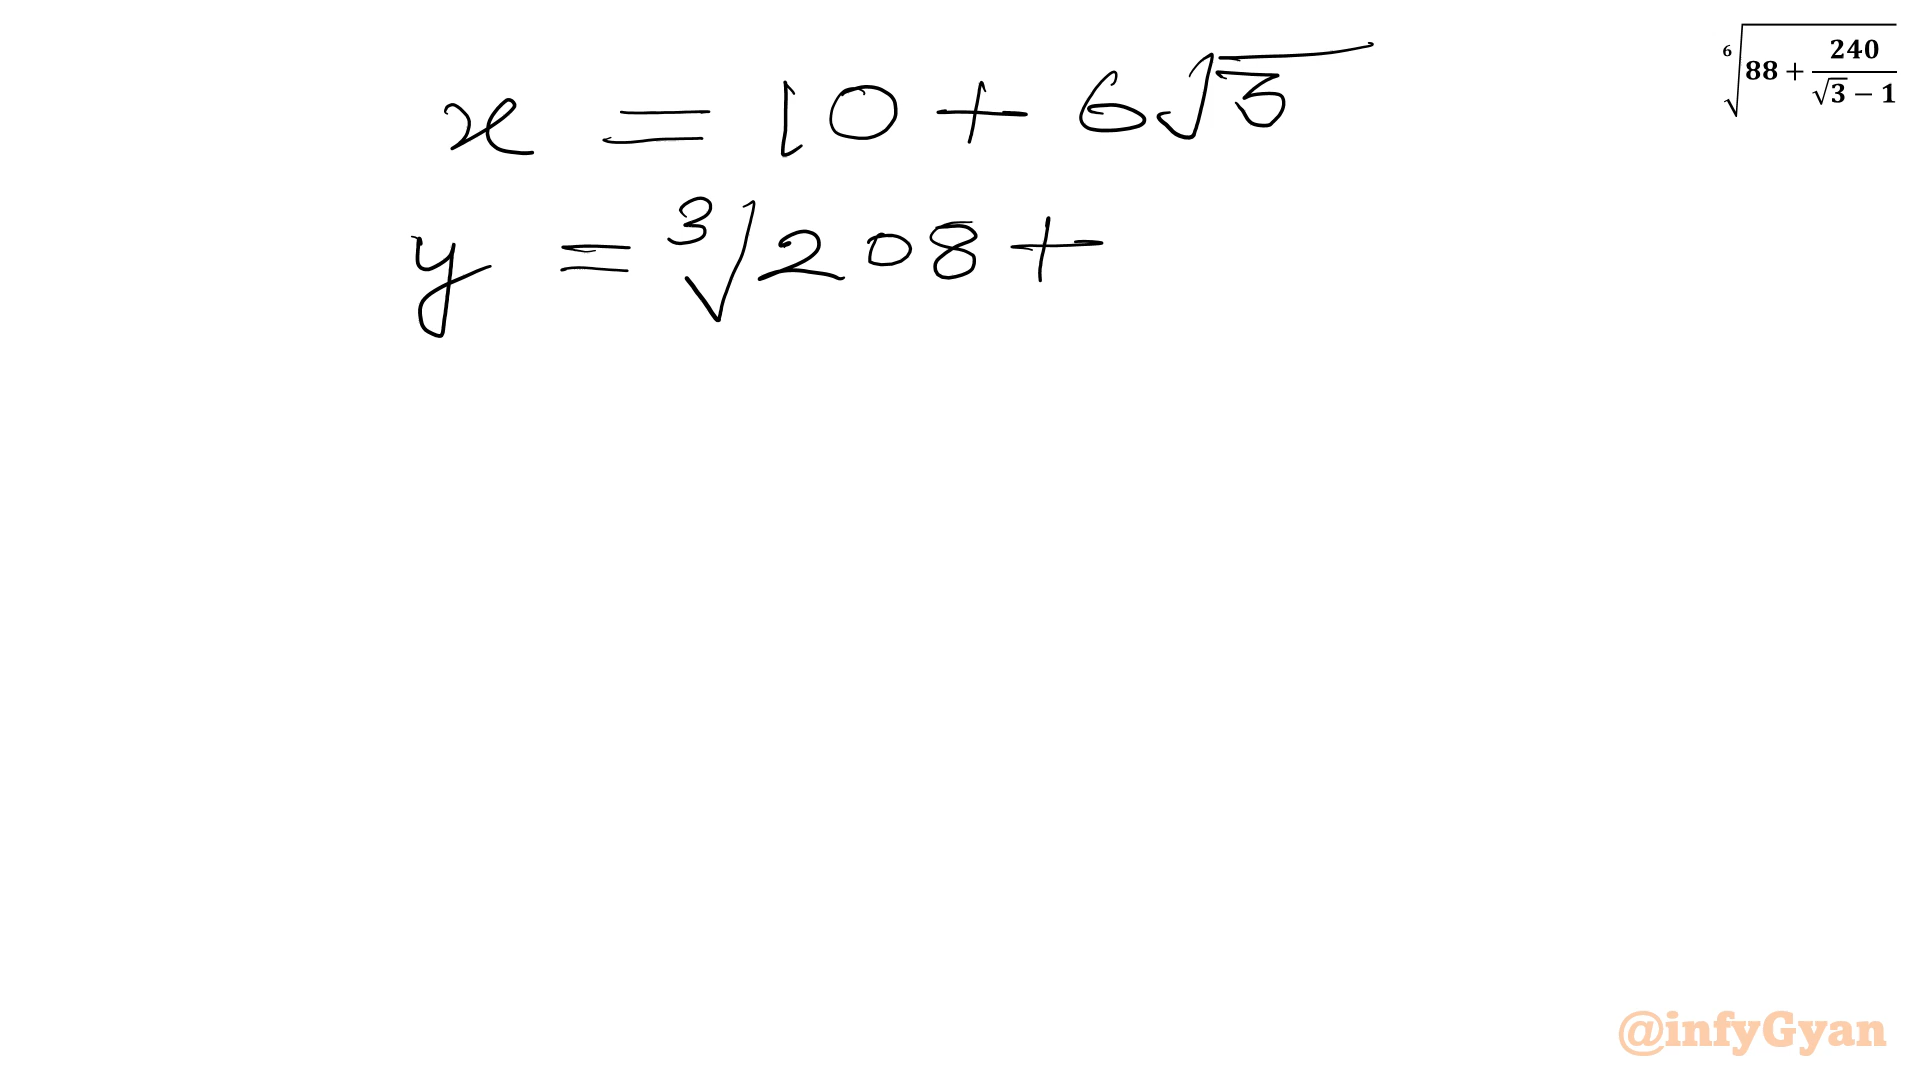 x = 10 + 6√3
y = ∛208 +
⁶√(88 + 240/(√3 − 1))
@infyGyan